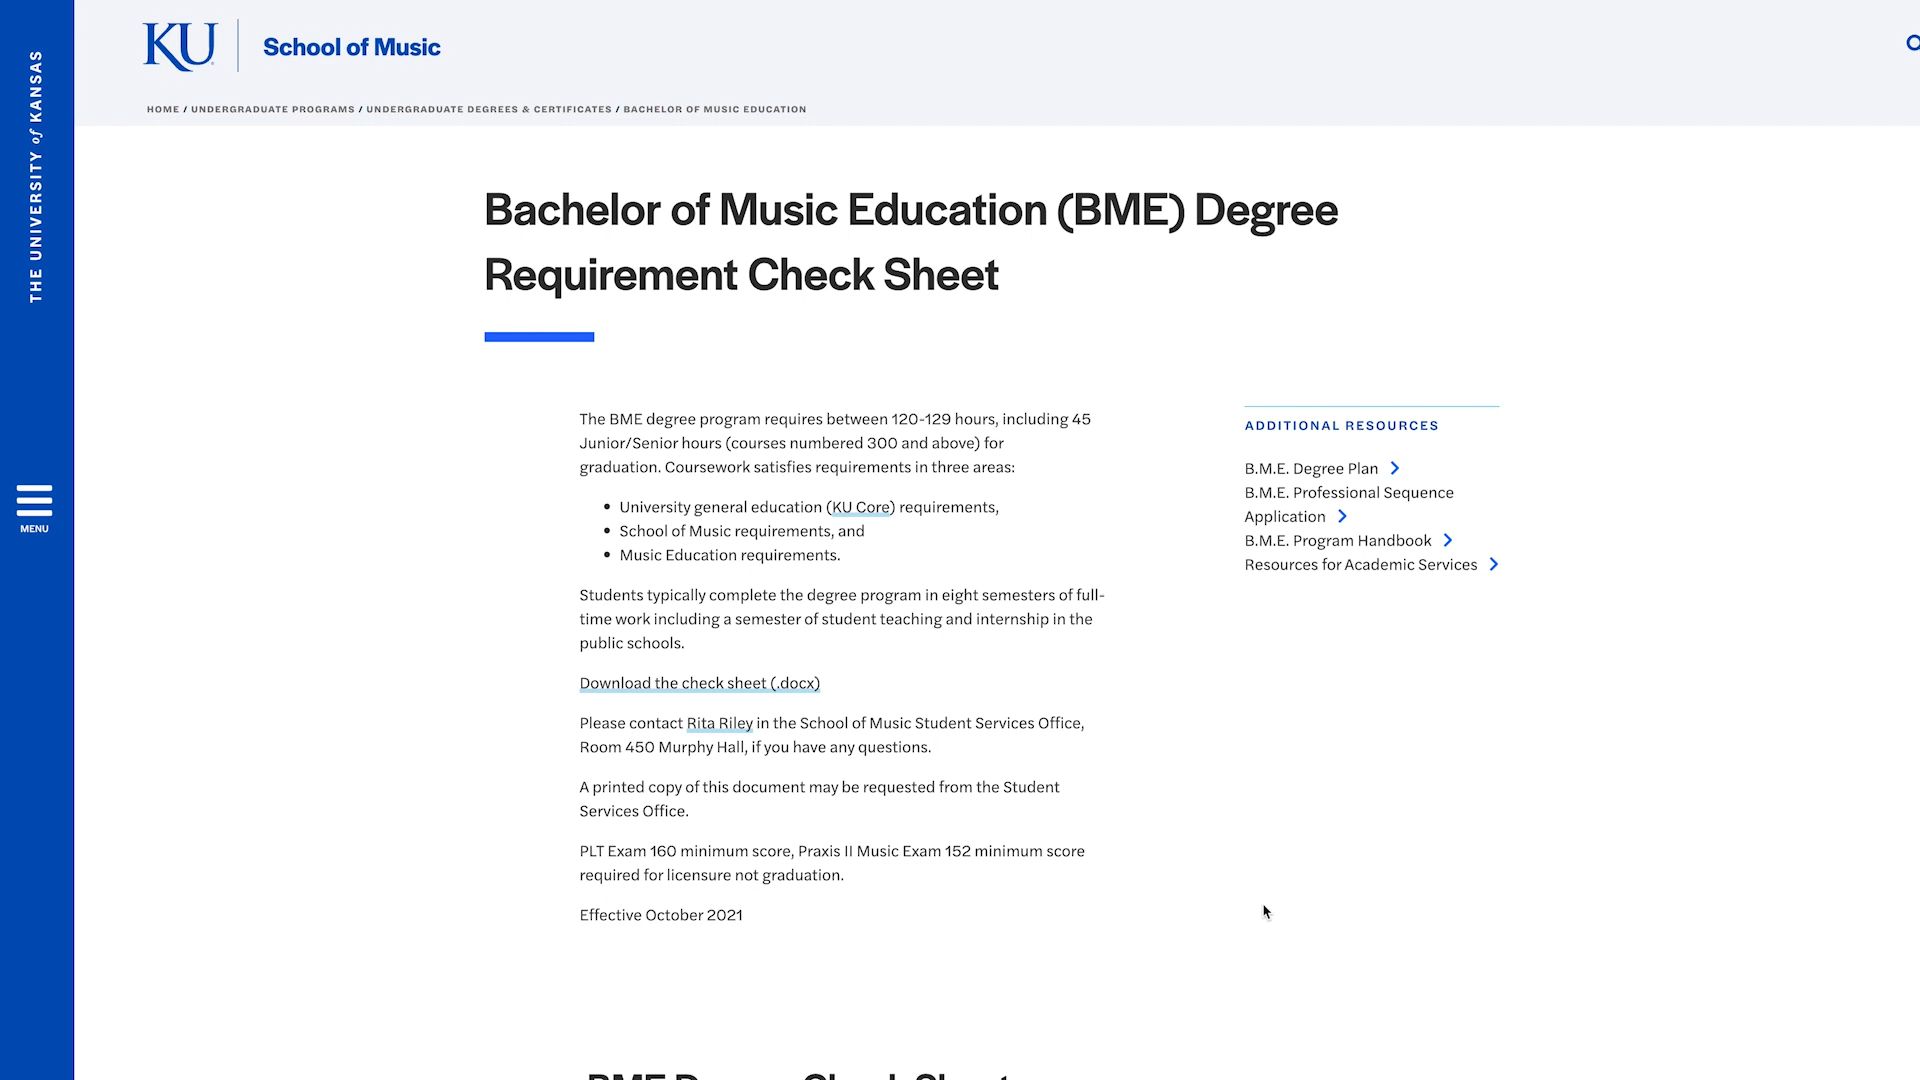 THE UNIVERSITY of KANSAS
MENU
KU
School of Music
HOME / UNDERGRADUATE PROGRAMS / UNDERGRADUATE DEGREES & CERTIFICATES / BACHELOR OF MUSIC EDUCATION
Bachelor of Music Education (BME) Degree
Requirement Check Sheet
The BME degree program requires between 120-129 hours, including 45
Junior/Senior hours (courses numbered 300 and above) for
graduation. Coursework satisfies requirements in three areas:
• University general education (KU Core) requirements,
• School of Music requirements, and
• Music Education requirements.
Students typically complete the degree program in eight semesters of full-
time work including a semester of student teaching and internship in the
public schools.
Download the check sheet (.docx)
Please contact Rita Riley in the School of Music Student Services Office,
Room 450 Murphy Hall, if you have any questions.
A printed copy of this document may be requested from the Student
Services Office.
PLT Exam 160 minimum score, Praxis II Music Exam 152 minimum score
required for licensure not graduation.
Effective October 2021
ADDITIONAL RESOURCES
B.M.E. Degree Plan
B.M.E. Professional Sequence
Application
B.M.E. Program Handbook
Resources for Academic Services
BME Degree Check Sheet